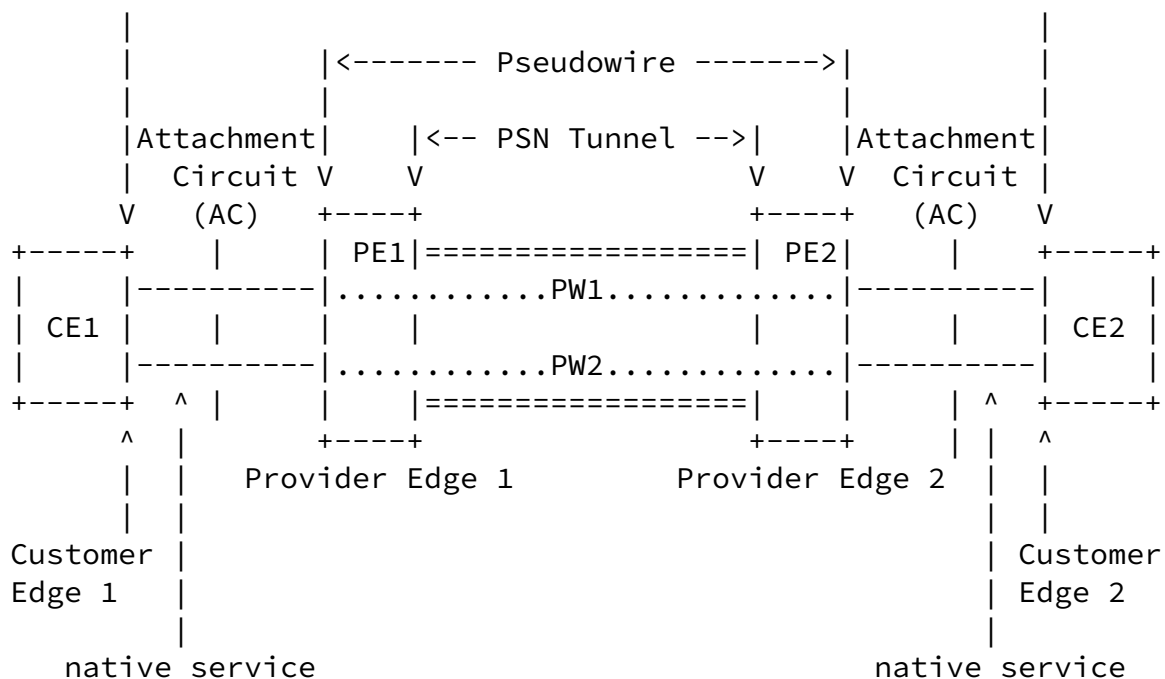 |<------- Pseudowire ------->|
|Attachment| |<-- PSN Tunnel -->| |Attachment|
Circuit V V V V Circuit |
V (AC) +----+ +----+ (AC) V
+-----+ | | PE1|==================| PE2| | +-----+
| |----------|............PW1.............|----------| |
| CE1 | | | | | | | | CE2 |
| |----------|............PW2.............|----------| |
+-----+ ^ | | |==================| | | ^ +-----+
^ | +----+ +----+ | | ^
| | Provider Edge 1 Provider Edge 2 | |
Customer | | Customer
Edge 1 | | Edge 2
native service native service